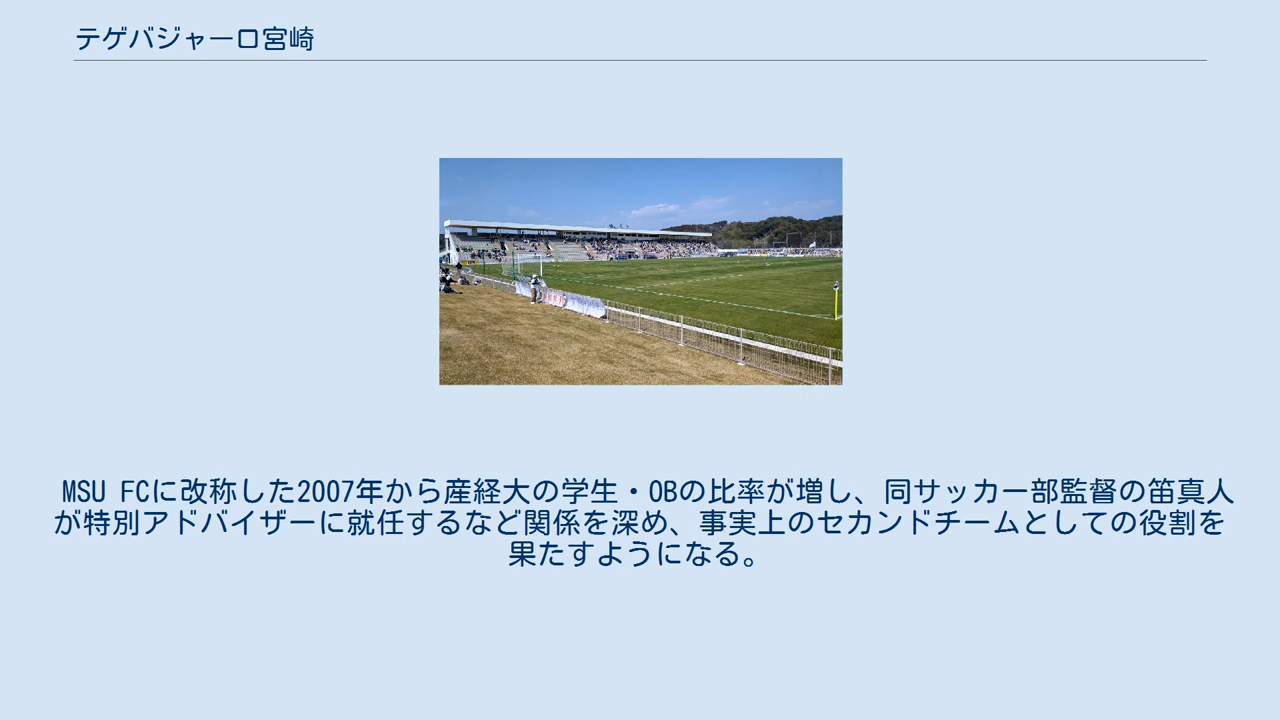 テゲバジャーロ宮崎
MSU FCに改称した2007年から産経大の学生・OBの比率が増し、同サッカー部監督の笛真人
が特別アドバイザーに就任するなど関係を深め、事実上のセカンドチームとしての役割を
果たすようになる。